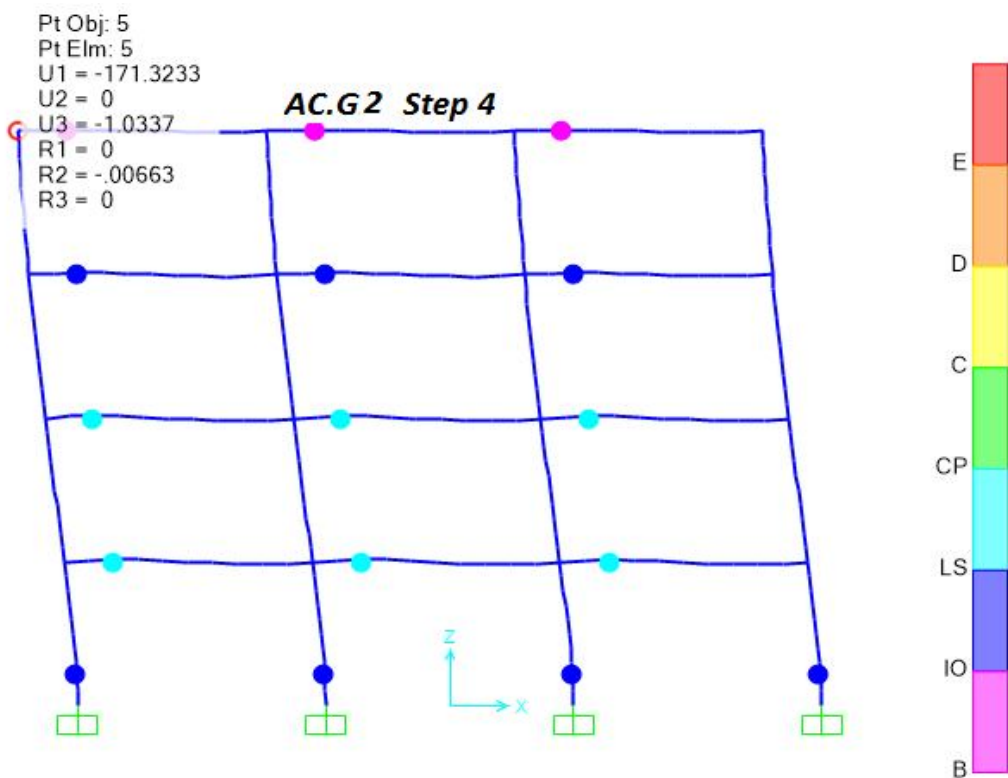 Pt Obj: 5
Pt Elm: 5
U1 = -171.3233
U2 = 0
U3 = -1.0337
R1 = 0
R2 = -.00663
R3 = 0
AC.G2 Step 4
E
D
C
CP
LS
IO
B
Z
X